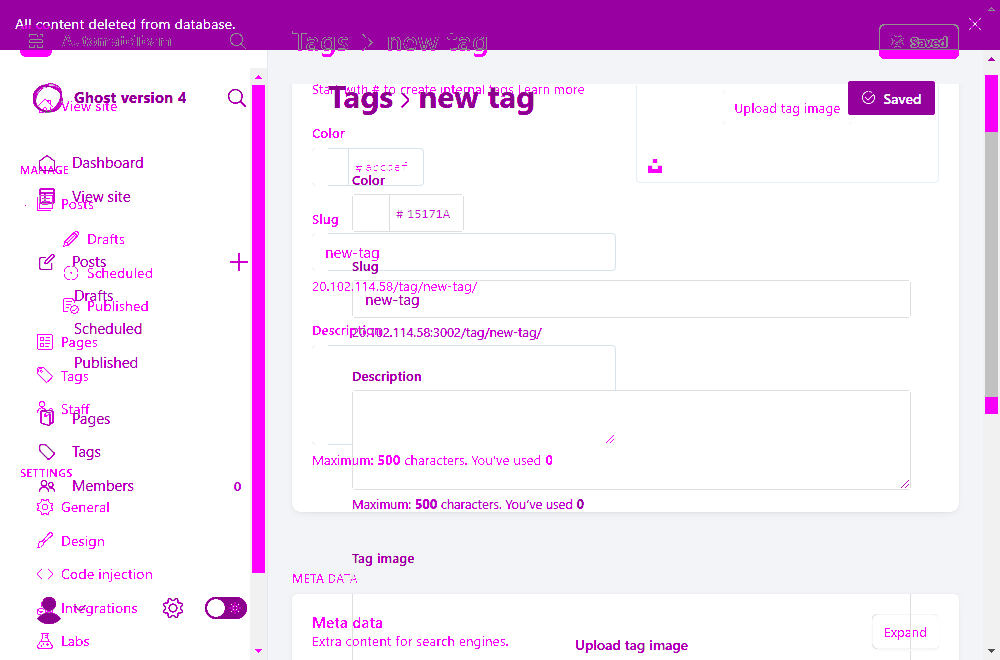 All content deleted from database.
Automatoform
Tags > new tag
Saved
Start with # to create internal tags Learn more
Ghost version 4
View site
Tags > new tag
Upload tag image
Saved
Color
# abcdef
Color
Dashboard
MANAGE
View site
Posts
# 15171A
Slug
Drafts
new-tag
Posts
Slug
Scheduled
20.102.114.58/tag/new-tag/
Drafts
new-tag
Published
Scheduled
Description
20.102.114.58:3002/tag/new-tag/
Pages
Published
Tags
Description
Staff
Pages
Tags
Maximum: 500 characters. You've used 0
SETTINGS
Members
0
General
Maximum: 500 characters. You've used 0
Design
Tag image
Code injection
META DATA
Integrations
Meta data
Expand
Labs
Extra content for search engines.
Upload tag image